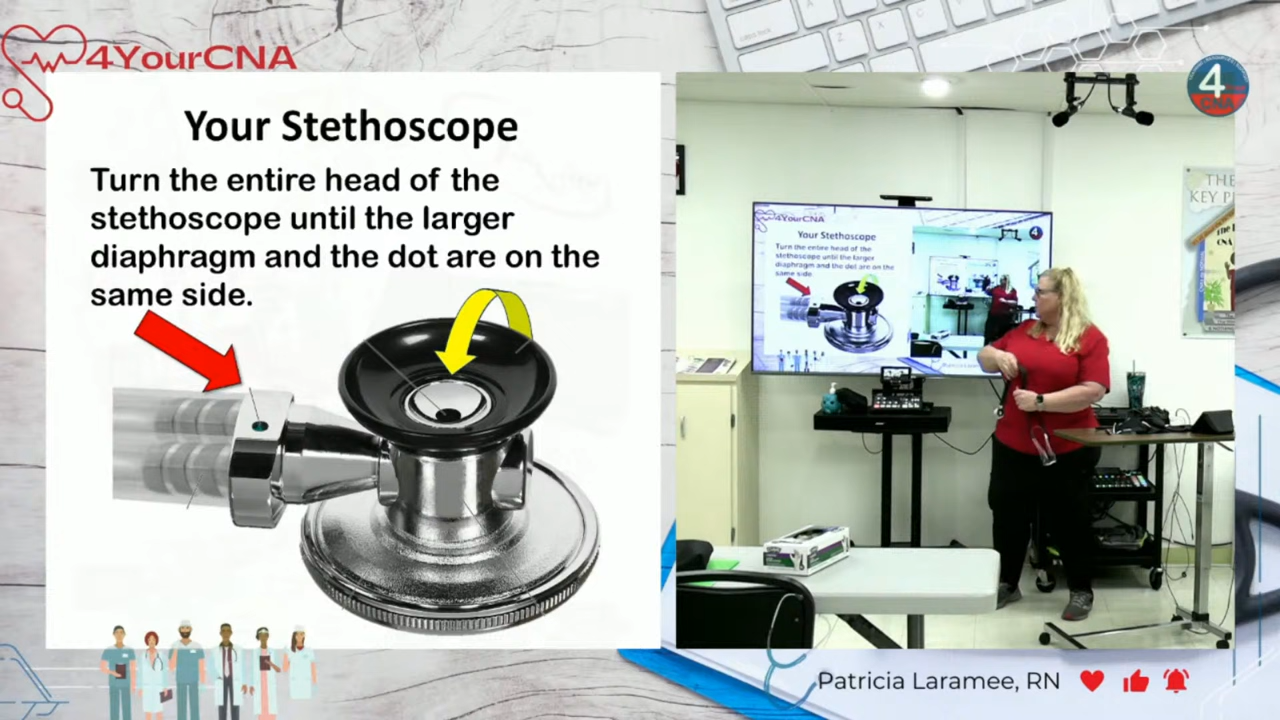 4YourCNA
Your Stethoscope
Turn the entire head of the
stethoscope until the larger
diaphragm and the dot are on the
same side.
4
CNA
THE
KEY P
4YourCNA
Your Stethoscope
Turn the entire head of the
stethoscope until the larger
diaphragm and the dot are on the
same side.
Patricia Laramee, RN